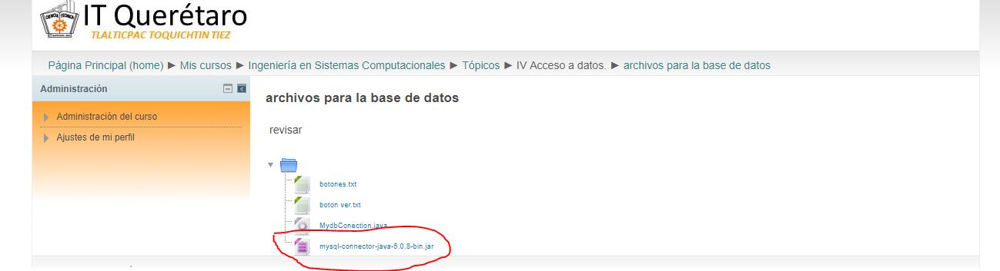 CIENCIA TÉCNICA
IT Querétaro
TLALTICPAC TOQUICHTIN TIEZ
Página Principal (home) ► Mis cursos ► Ingeniería en Sistemas Computacionales ► Tópicos ► IV Acceso a datos. ► archivos para la base de datos
Administración
Administración del curso
Ajustes de mi perfil
archivos para la base de datos
revisar
botones.txt
boton ver.txt
MydbConection.java
mysql-connector-java-5.0.8-bin.jar